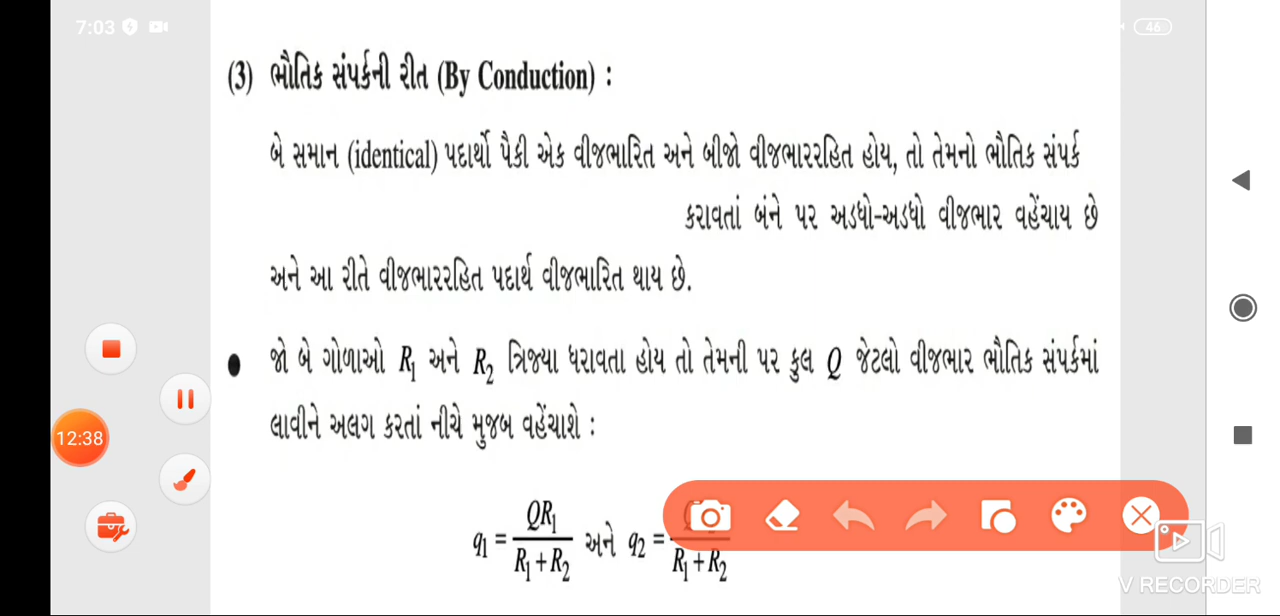 7:03
46
(3) ભૌતિક સંપર્કની રીત (By Conduction) :
બે સમાન (identical) પદાર્થો પૈકી એક વીજભારિત અને બીજો વીજભારરહિત હોય, તો તેમનો ભૌતિક સંપર્ક
કરાવતાં બંને પર અડધો-અડધો વીજભાર વહેંચાય છે
અને આ રીતે વીજભારરહિત પદાર્થ વીજભારિત થાય છે.
● જો બે ગોળાઓ R₁ અને R₂ ત્રિજ્યા ધરાવતા હોય તો તેમની પર કુલ Q જેટલો વીજભાર ભૌતિક સંપર્કમાં
લાવીને અલગ કરતાં નીચે મુજબ વહેંચાશે :
12:38
q₁ = QR₁ / (R₁ + R₂) અને q₂ = / (R₁ + R₂)
V RECORDER